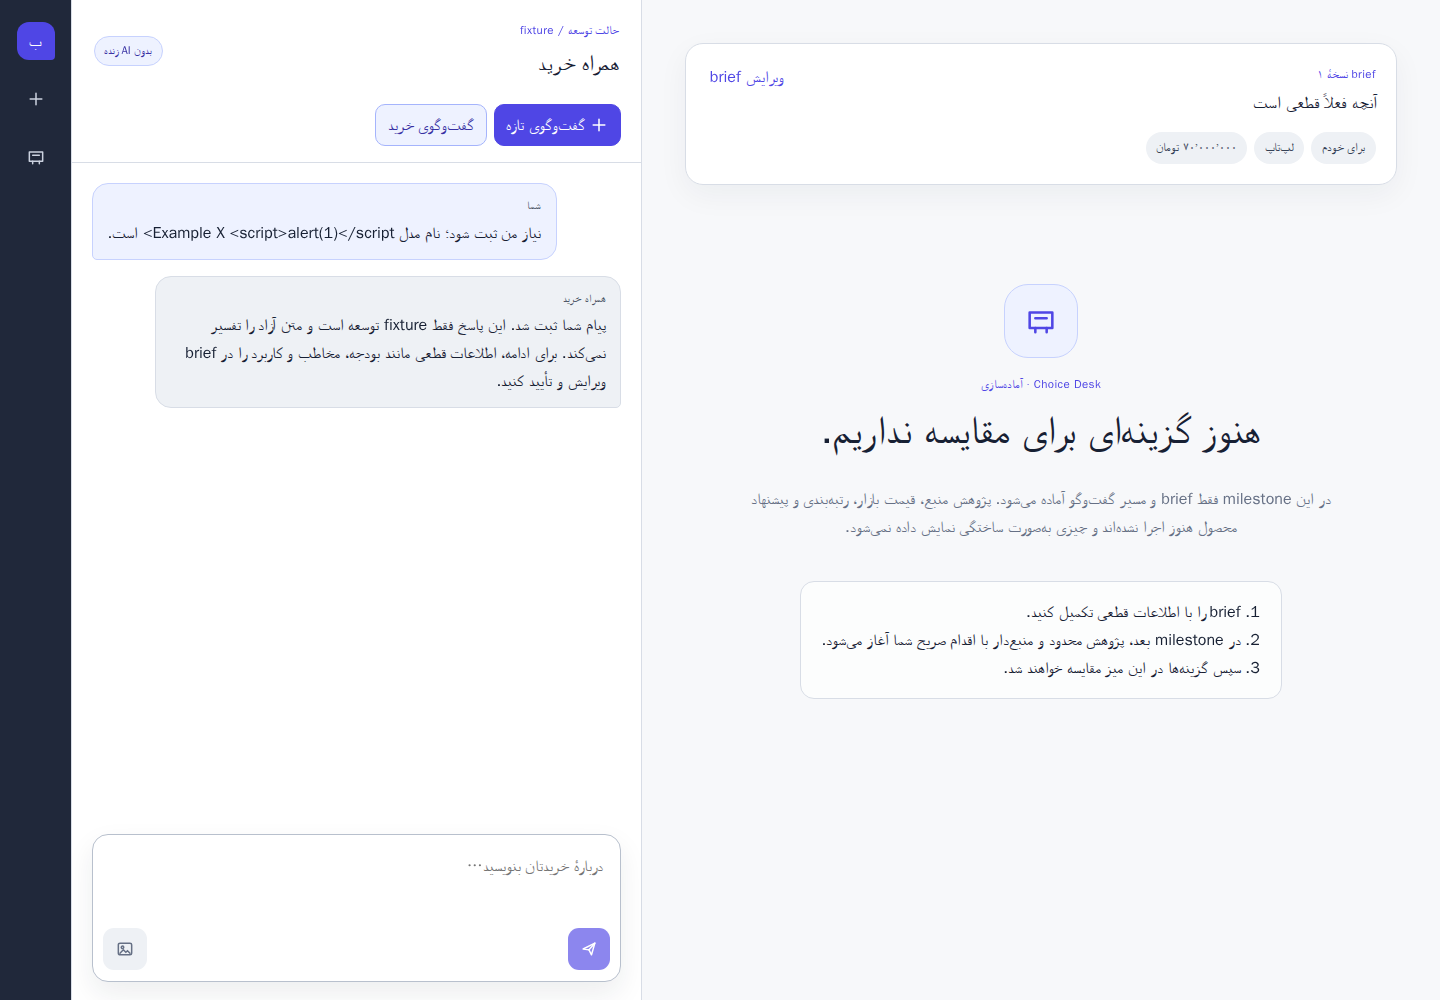 ب
حالت توسعه / fixture
همراه خرید
بدون AI زنده
گفت‌وگوی تازه
گفت‌وگوی خرید
شما
نیاز من ثبت شود؛ نام مدل Example X <script>alert(1)</script> است.
همراه خرید
پیام شما ثبت شد. این پاسخ فقط fixture توسعه است و متن آزاد را تفسیر
نمی‌کند. برای ادامه، اطلاعات قطعی مانند بودجه، مخاطب و کاربرد را در brief
ویرایش و تأیید کنید.
دربارهٔ خریدتان بنویسید…
brief نسخهٔ ۱
آنچه فعلاً قطعی است
ویرایش brief
برای خودم
لپ‌تاپ
۷۰٬۰۰۰٬۰۰۰ تومان
Choice Desk · آماده‌سازی
هنوز گزینه‌ای برای مقایسه نداریم.
در این milestone فقط brief و مسیر گفت‌وگو آماده می‌شود. پژوهش منبع، قیمت بازار، رتبه‌بندی و پیشنهاد
محصول هنوز اجرا نشده‌اند و چیزی به‌صورت ساختگی نمایش داده نمی‌شود.
1. brief را با اطلاعات قطعی تکمیل کنید.
2. در milestone بعد، پژوهش محدود و منبع‌دار با اقدام صریح شما آغاز می‌شود.
3. سپس گزینه‌ها در این میز مقایسه خواهند شد.